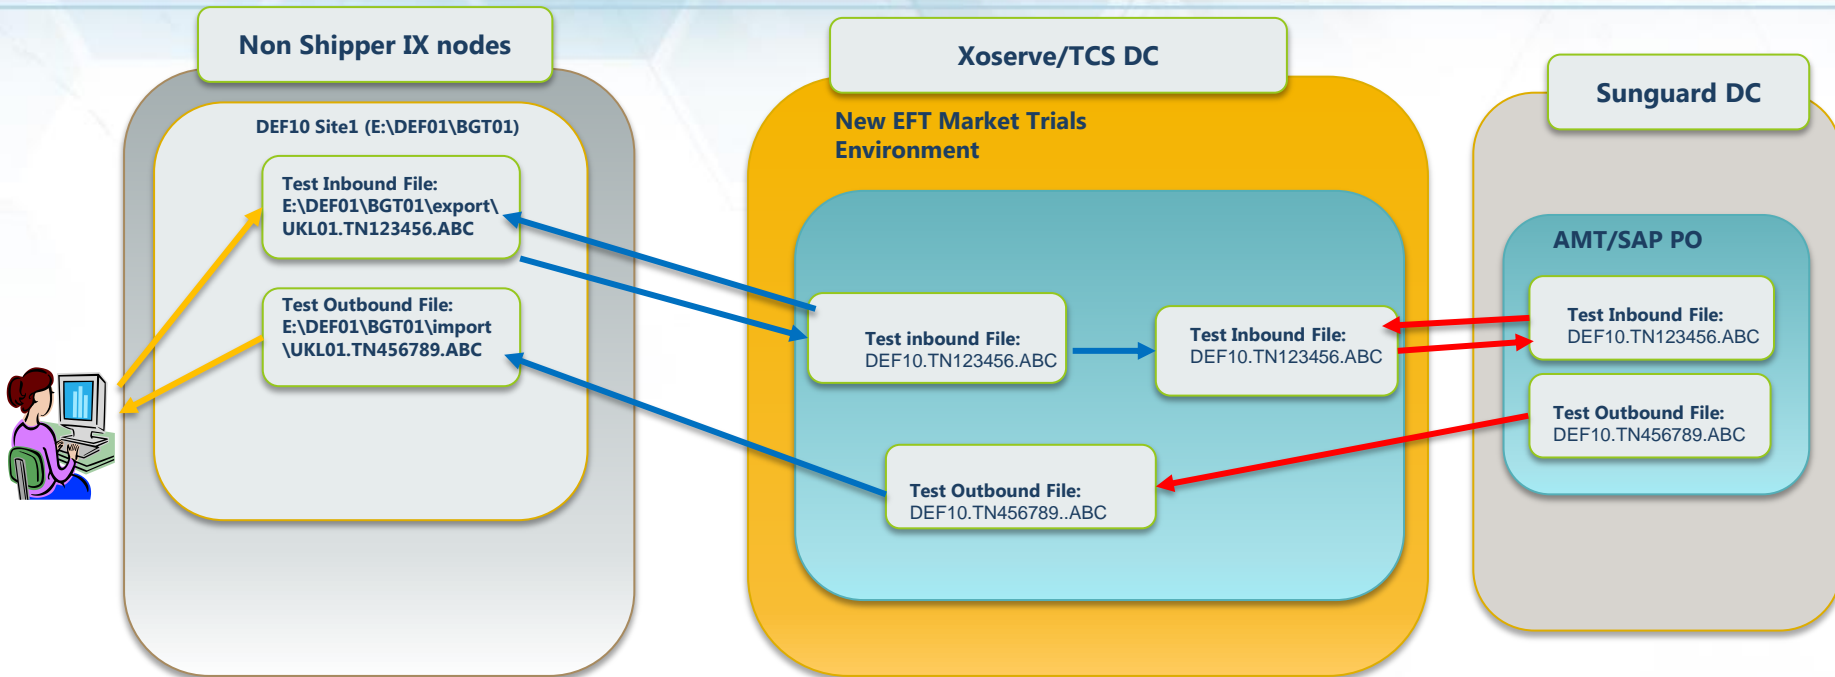 Non Shipper IX nodes
DEF10 Site1 (E:\DEF01\BGT01)
Test Inbound File:
E:\DEF01\BGT01\export\
UKL01.TN123456.ABC
Test Outbound File:
E:\DEF01\BGT01\import
\UKL01.TN456789.ABC
Xoserve/TCS DC
New EFT Market Trials
Environment
Test inbound File:
DEF10.TN123456.ABC
Test Inbound File:
DEF10.TN123456.ABC
Test Outbound File:
DEF10.TN456789..ABC
Sunguard DC
AMT/SAP PO
Test Inbound File:
DEF10.TN123456.ABC
Test Outbound File:
DEF10.TN456789.ABC